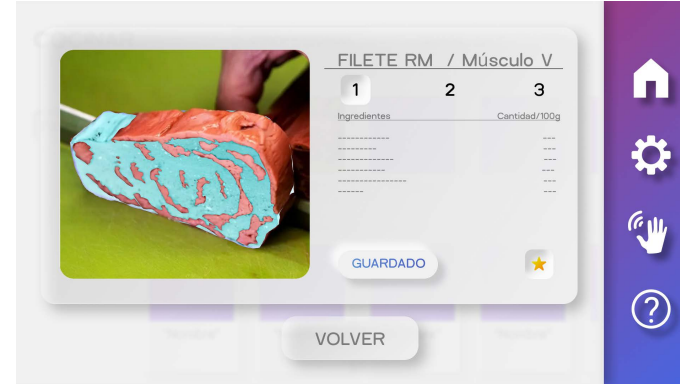 FILETE RM / Músculo V
1 2 3
Ingredientes Cantidad/100g
------------ ---
--------- ---
------------- ---
----------- ---
---------------- ---
------ ---
GUARDADO
VOLVER